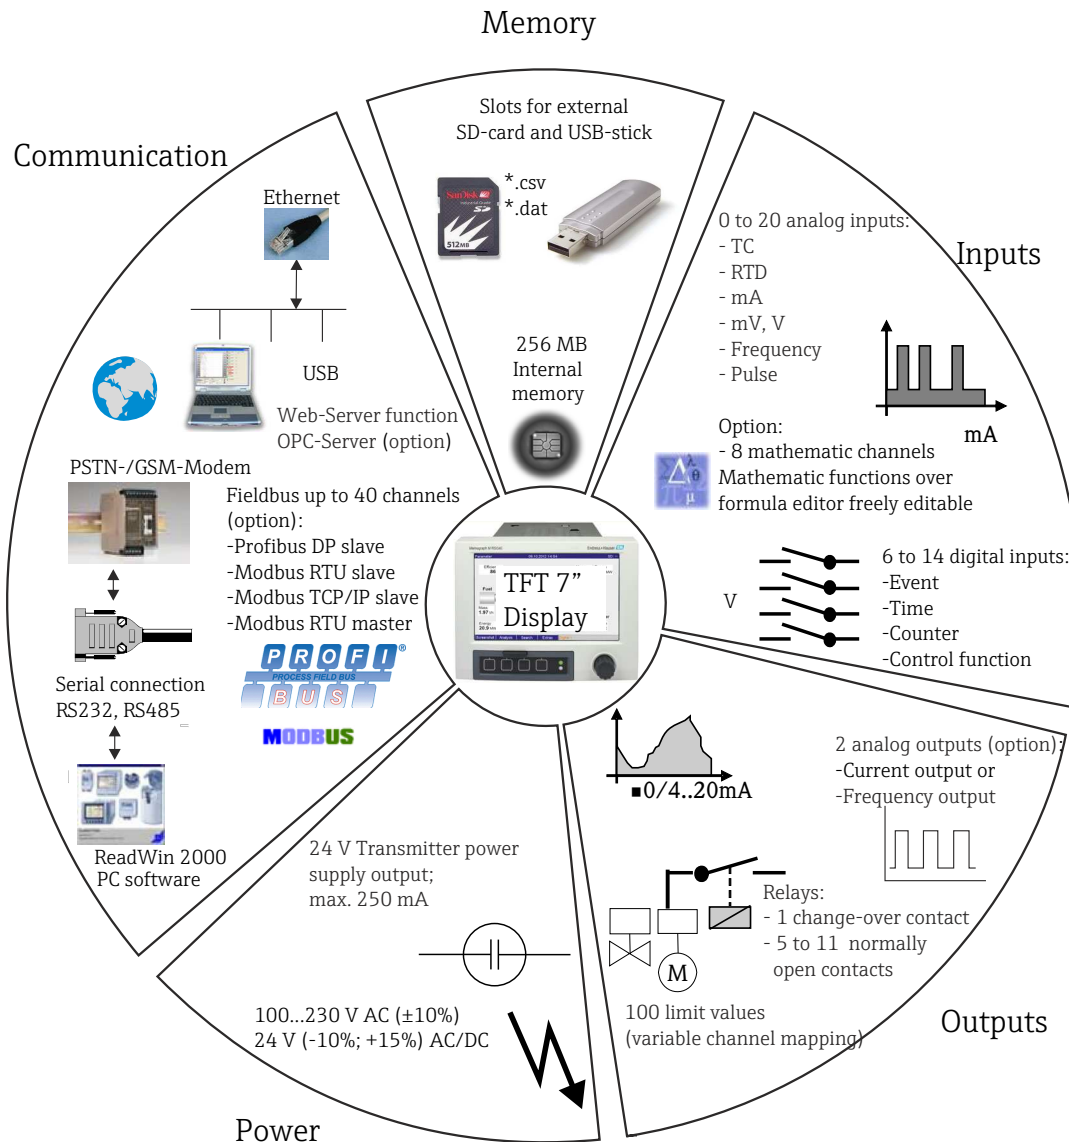 Memory
Slots for external
SD-card and USB-stick
SanDisk
SD
512MB
*.csv
*.dat
256 MB
Internal
memory
Communication
Ethernet
USB
Web-Server function
OPC-Server (option)
PSTN-/GSM-Modem
Fieldbus up to 40 channels
(option):
-Profibus DP slave
-Modbus RTU slave
-Modbus TCP/IP slave
-Modbus RTU master
PROFI®
PROCESS FIELD BUS
BUS
MODBUS
Serial connection
RS232, RS485
ReadWin 2000
PC software
Inputs
0 to 20 analog inputs:
- TC
- RTD
- mA
- mV, V
- Frequency
- Pulse
mA
Option:
- 8 mathematic channels
Mathematic functions over
formula editor freely editable
Σ Δ λ θ π μ
V
6 to 14 digital inputs:
-Event
-Time
-Counter
-Control function
TFT 7”
Display
Screenshot Analysis Search Extras
2 analog outputs (option):
-Current output or
-Frequency output
■0/4..20mA
Relays:
- 1 change-over contact
- 5 to 11 normally
open contacts
M
100 limit values
(variable channel mapping)
Outputs
24 V Transmitter power
supply output;
max. 250 mA
100...230 V AC (±10%)
24 V (-10%; +15%) AC/DC
Power